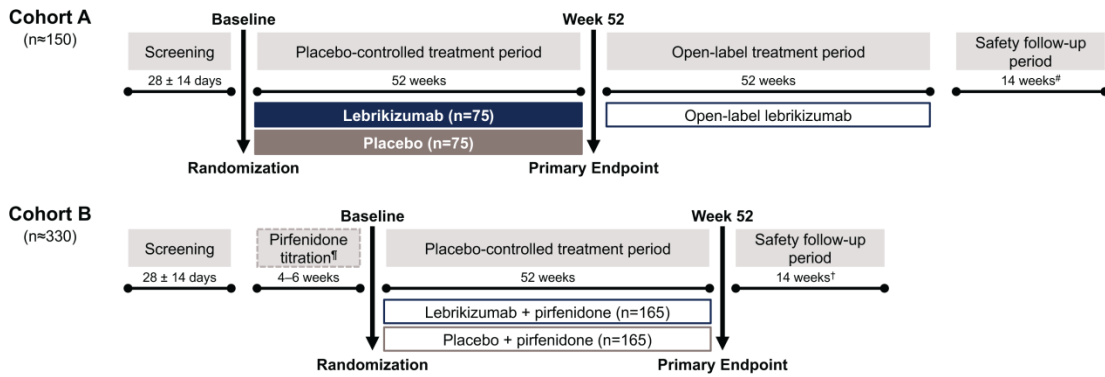 Cohort A
(n≈150)
Baseline
Week 52
Screening
Placebo-controlled treatment period
Open-label treatment period
Safety follow-up
period
28 ± 14 days
52 weeks
52 weeks
14 weeks#
Lebrikizumab (n=75)
Open-label lebrikizumab
Placebo (n=75)
Randomization
Primary Endpoint
Cohort B
(n≈330)
Baseline
Week 52
Screening
Pirfenidone
titration¶
Placebo-controlled treatment period
Safety follow-up
period
28 ± 14 days
4–6 weeks
52 weeks
14 weeks†
Lebrikizumab + pirfenidone (n=165)
Placebo + pirfenidone (n=165)
Randomization
Primary Endpoint